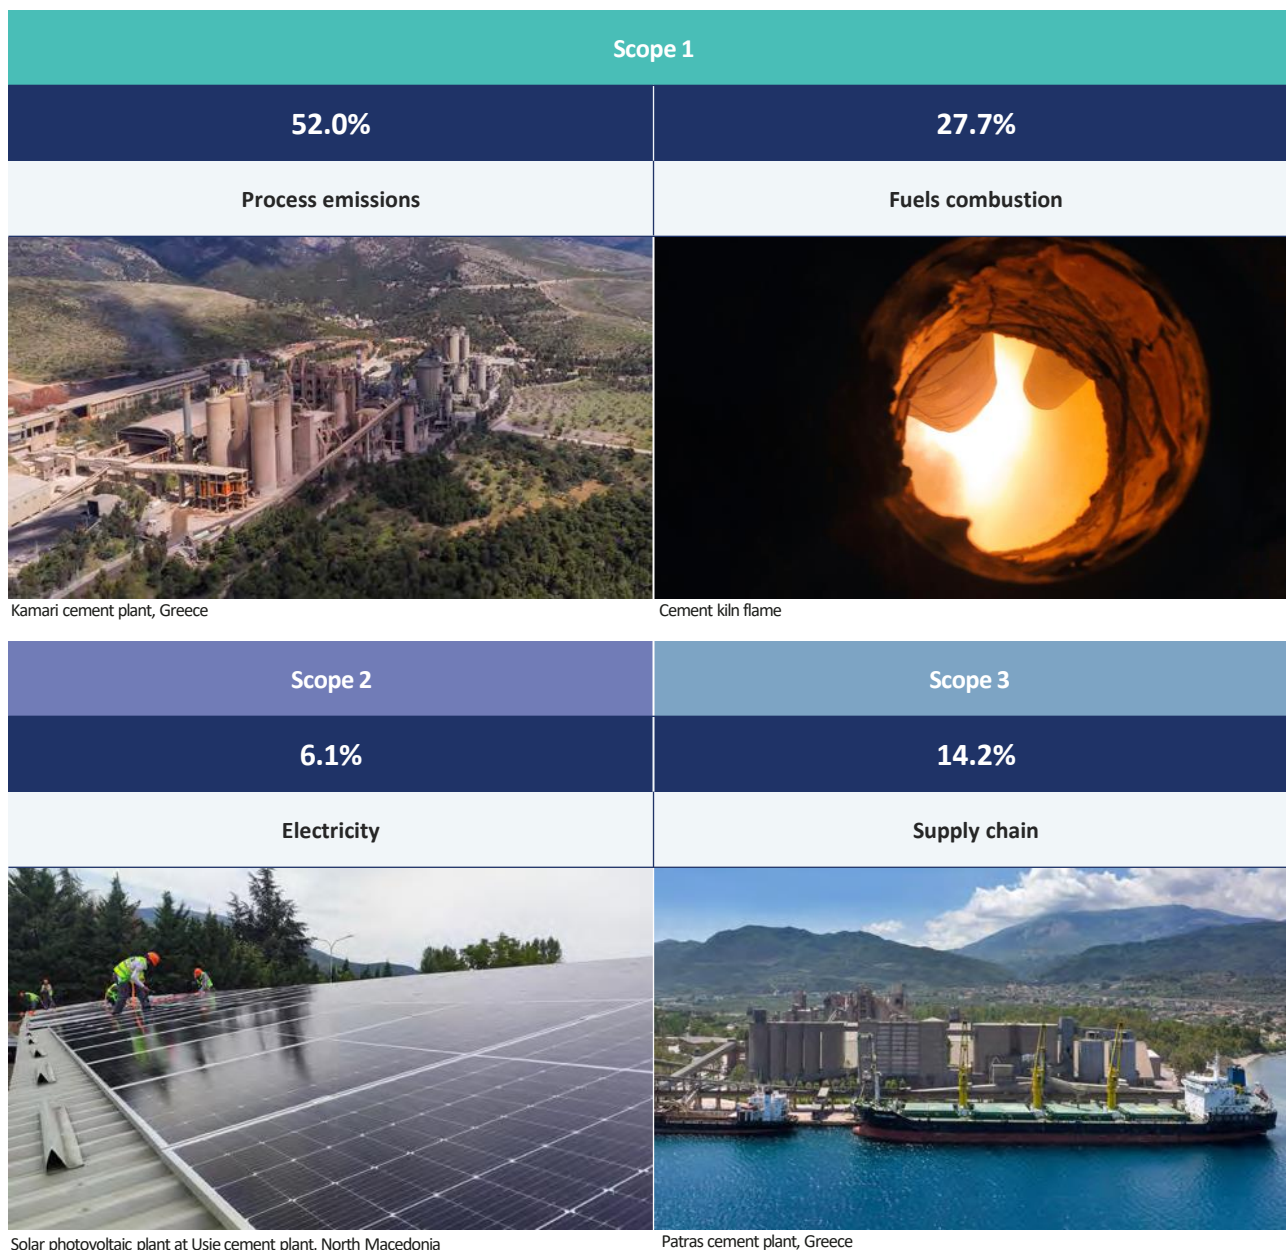 Scope 1
52.0%
27.7%
Process emissions
Fuels combustion
Kamari cement plant, Greece
Cement kiln flame
Scope 2
Scope 3
6.1%
14.2%
Electricity
Supply chain
Solar photovoltaic plant at Usje cement plant, North Macedonia
Patras cement plant, Greece